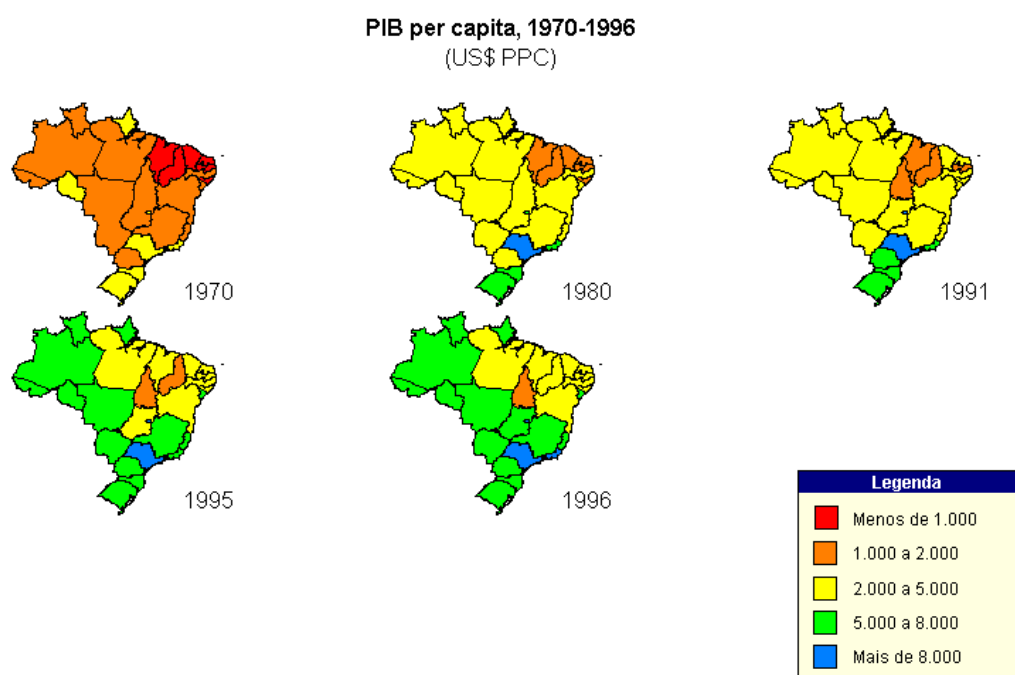 PIB per capita, 1970-1996
(US$ PPC)
1970
1980
1991
1995
1996
Legenda
Menos de 1.000
1.000 a 2.000
2.000 a 5.000
5.000 a 8.000
Mais de 8.000